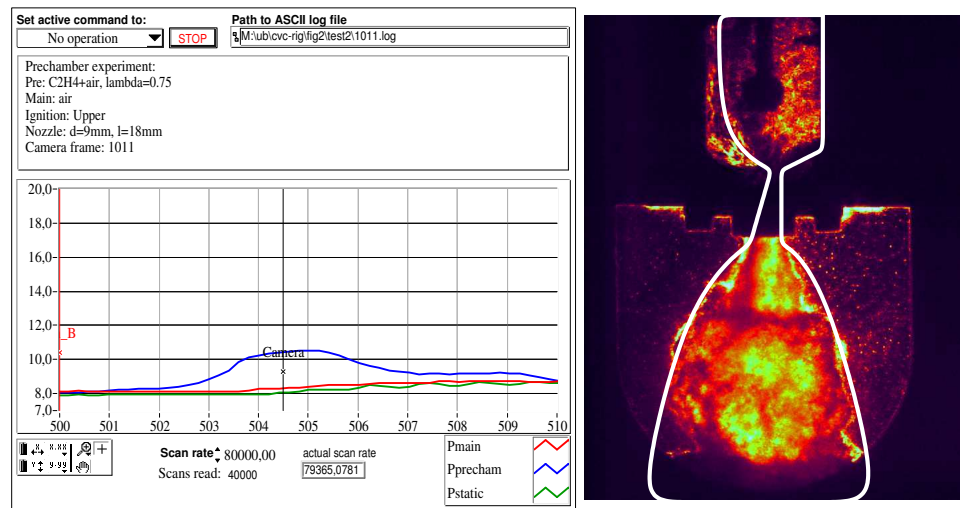 Set active command to:
Path to ASCII log file
No operation
STOP
M:\ub\cvc-rig\fig2\test2\1011.log
Prechamber experiment:
Pre: C2H4+air, lambda=0.75
Main: air
Ignition: Upper
Nozzle: d=9mm, l=18mm
Camera frame: 1011
20,0
18,0
16,0
14,0
12,0
10,0
8,0
7,0
_B
Camera
500 501 502 503 504 505 506 507 508 509 510
Scan rate 80000,00
Scans read: 40000
actual scan rate
79365,0781
Pmain
Pprecham
Pstatic